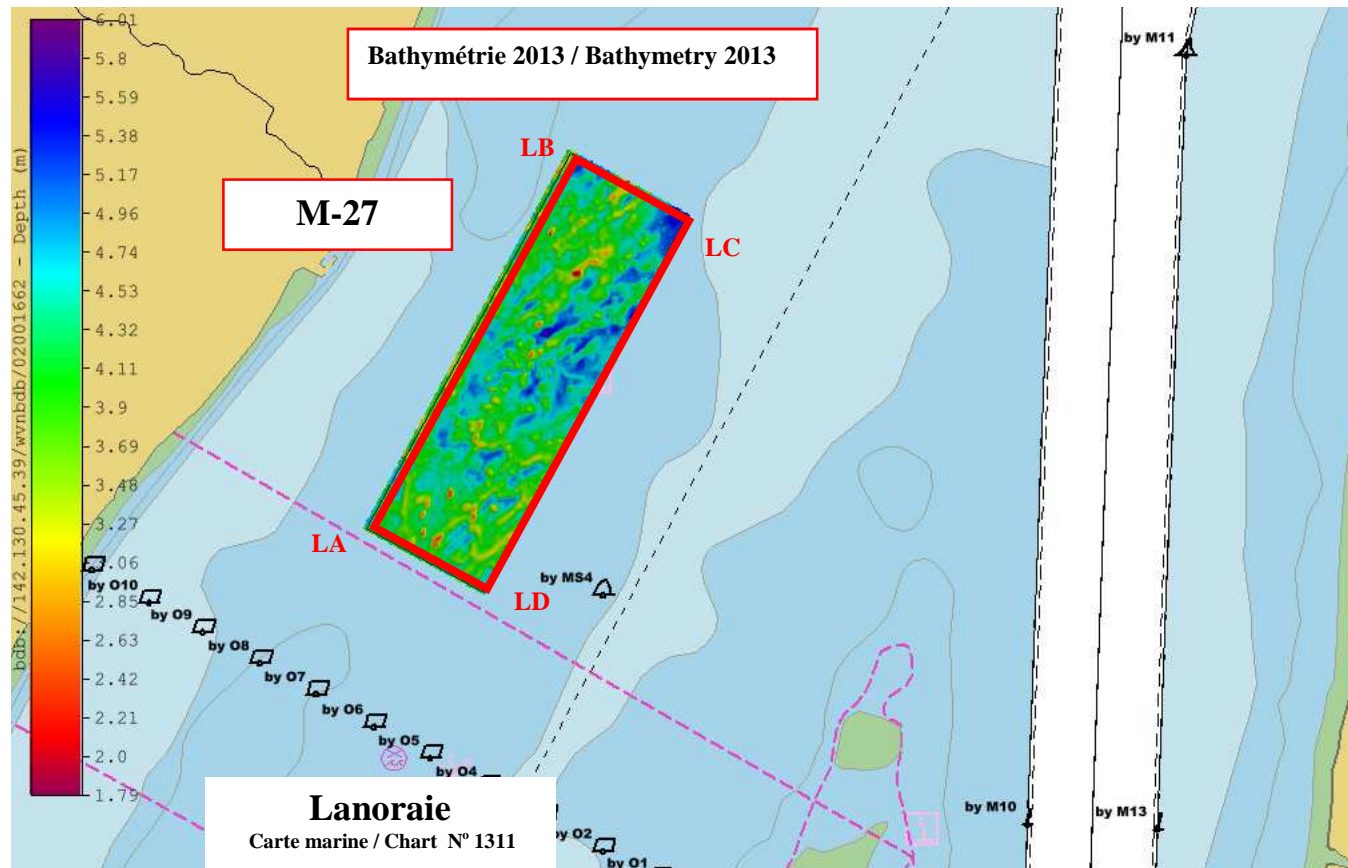 Bathymétrie 2013 / Bathymetry 2013
by M11
LB
M-27
LC
bdb://142.130.45.39/wvnbdb/02001662 - Depth (m)
6.01
5.8
5.59
5.38
5.17
4.96
4.74
4.53
4.32
4.11
3.9
3.69
3.48
3.27
3.06
2.85
2.63
2.42
2.21
2.0
1.79
LA
LD
by MS4
by O10
by O9
by O8
by O7
by O6
by O5
by O4
by O2
by O1
by M10
by M13
Lanoraie
Carte marine / Chart Nº 1311